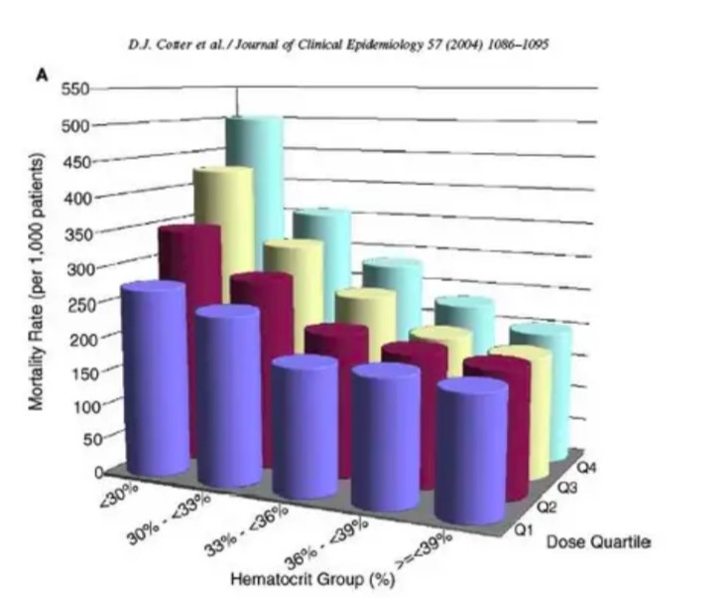 D.J. Cotter et al. / Journal of Clinical Epidemiology 57 (2004) 1086–1095
A
550
500
450
400
350
300
250
200
150
100
50
0
Mortality Rate (per 1,000 patients)
<30%
30% - <33%
33% - <36%
36% - <39%
>=<39%
Hematocrit Group (%)
Q1
Q2
Q3
Q4
Dose Quartile